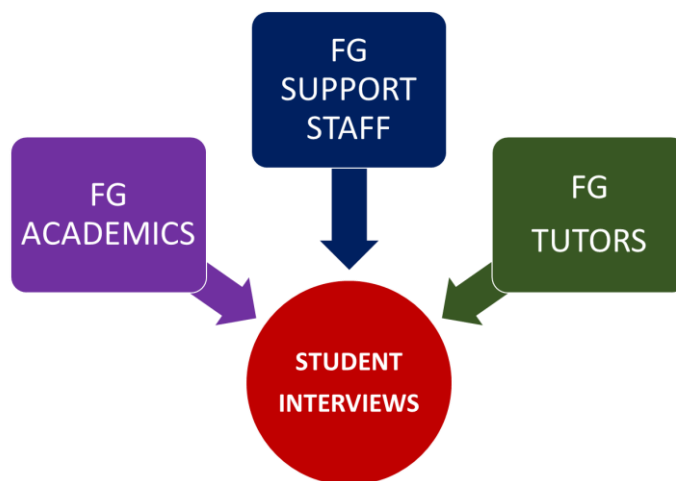 FG
SUPPORT
STAFF
FG
ACADEMICS
FG
TUTORS
STUDENT
INTERVIEWS